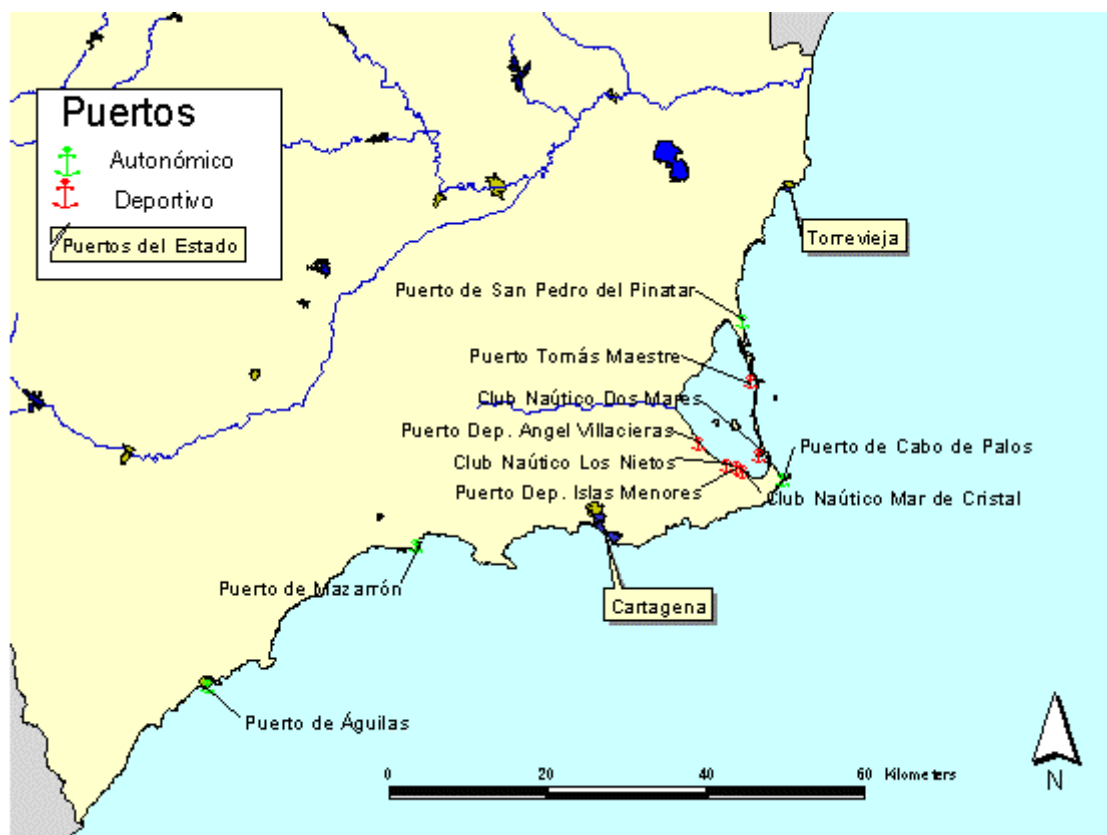 Puertos
Autonómico
Deportivo
Puertos del Estado
Torrevieja
Puerto de San Pedro del Pinatar
Puerto Tomás Maestre
Club Naútico Dos Mares
Puerto Dep. Angel Villacieras
Puerto de Cabo de Palos
Club Naútico Los Nietos
Puerto Dep. Islas Menores
Club Naútico Mar de Cristal
Puerto de Mazarrón
Cartagena
Puerto de Águilas
0 20 40 60 Kilometers
N